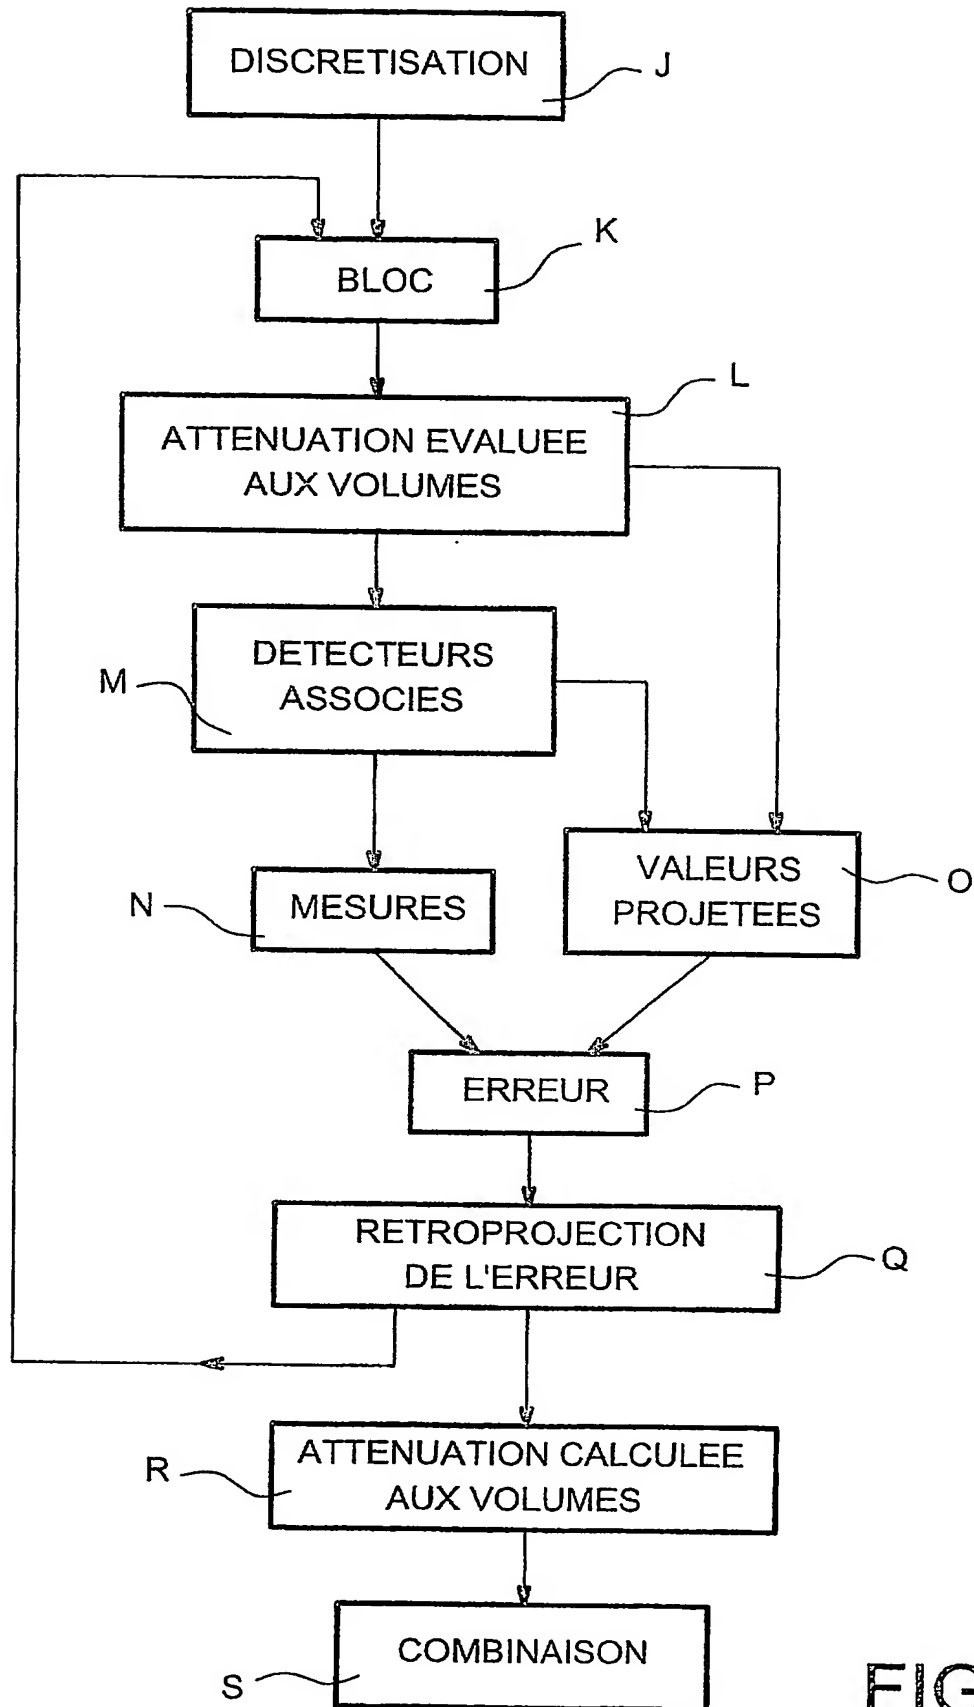 DISCRETISATION
J
K
BLOC
L
ATTENUATION EVALUEE
AUX VOLUMES
DETECTEURS
ASSOCIES
M
VALEURS
PROJETEES
O
N
MESURES
ERREUR
P
RETROPROJECTION
DE L'ERREUR
Q
ATTENUATION CALCULEE
AUX VOLUMES
R
COMBINAISON
S
FIG